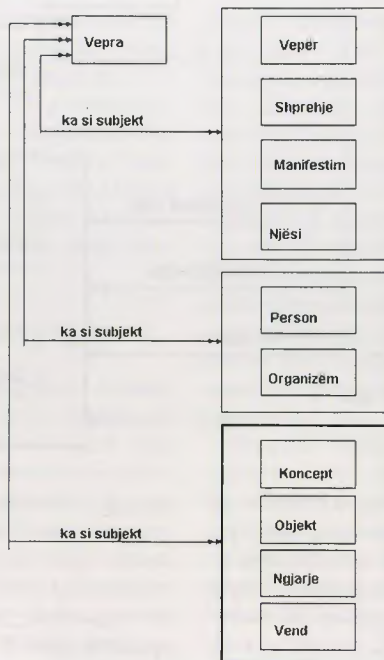 Vepra
Vepër
Shprehje
ka si subjekt
Manifestim
Njësi
Person
ka si subjekt
Organizëm
Koncept
Objekt
ka si subjekt
Ngjarje
Vend